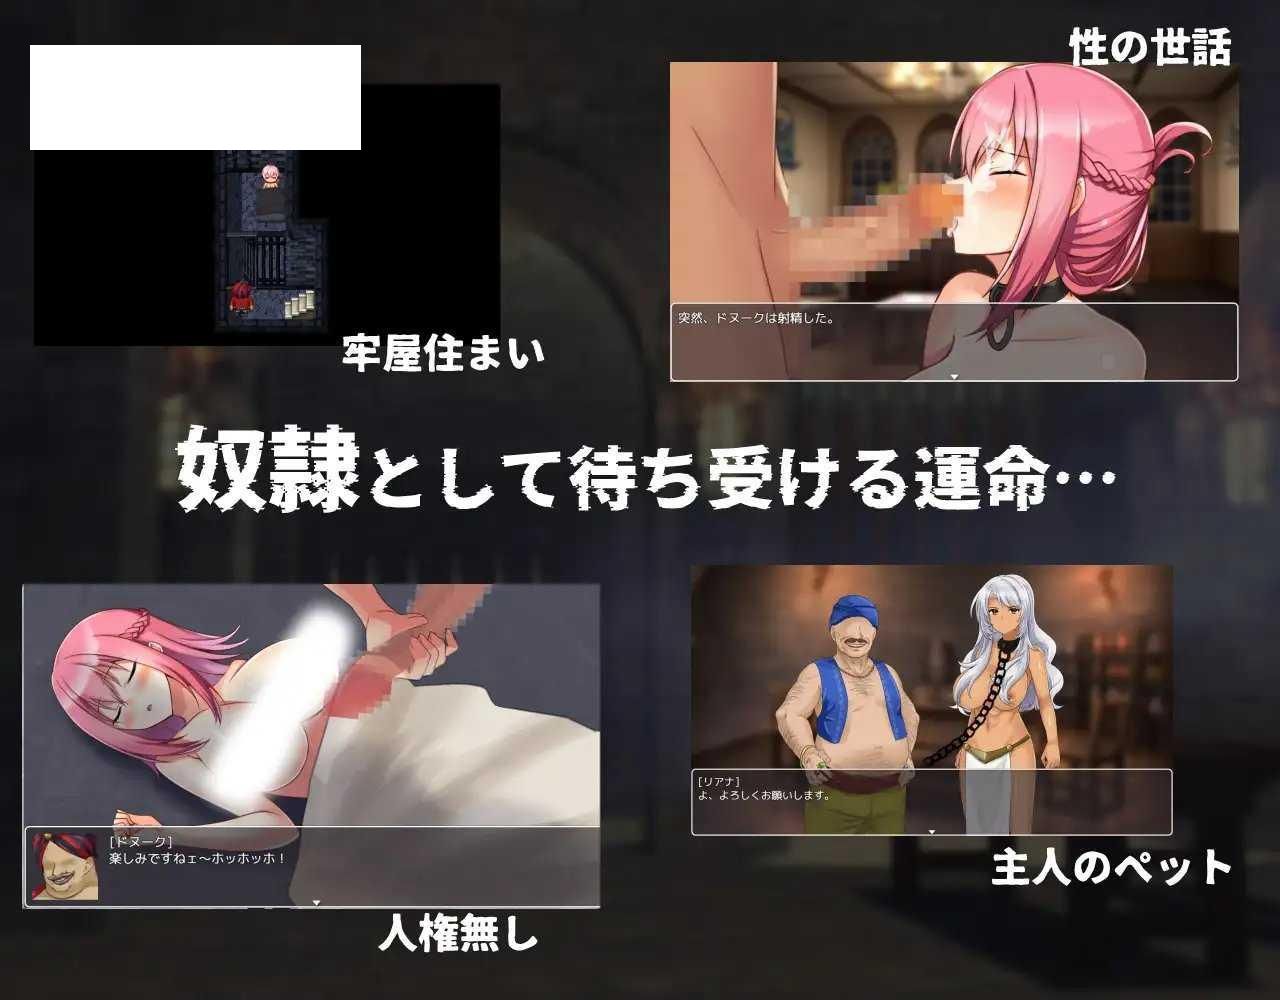 性の世話
突然、ドヌークは射精した。
牢屋住まい
奴隷として待ち受ける運命…
[ドヌーク]
楽しみですねェ〜ホッホッホ！
人権無し
[リアナ]
よ、よろしくお願いします。
主人のペット